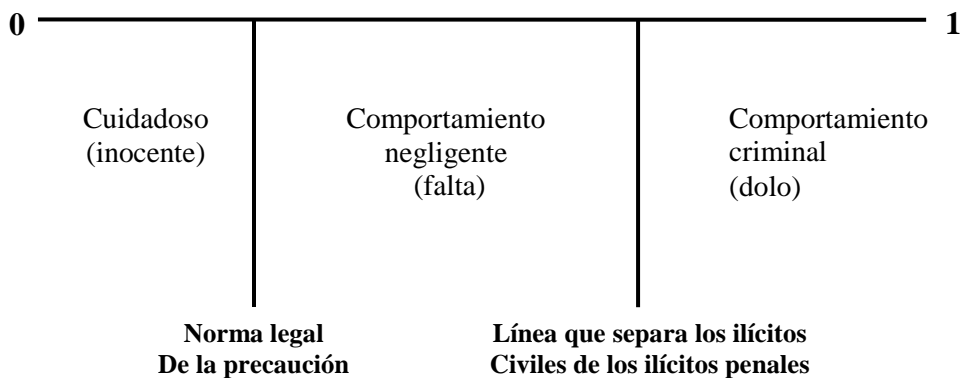 0
1
Cuidadoso
(inocente)
Comportamiento
negligente
(falta)
Comportamiento
criminal
(dolo)
Norma legal
De la precaución
Línea que separa los ilícitos
Civiles de los ilícitos penales